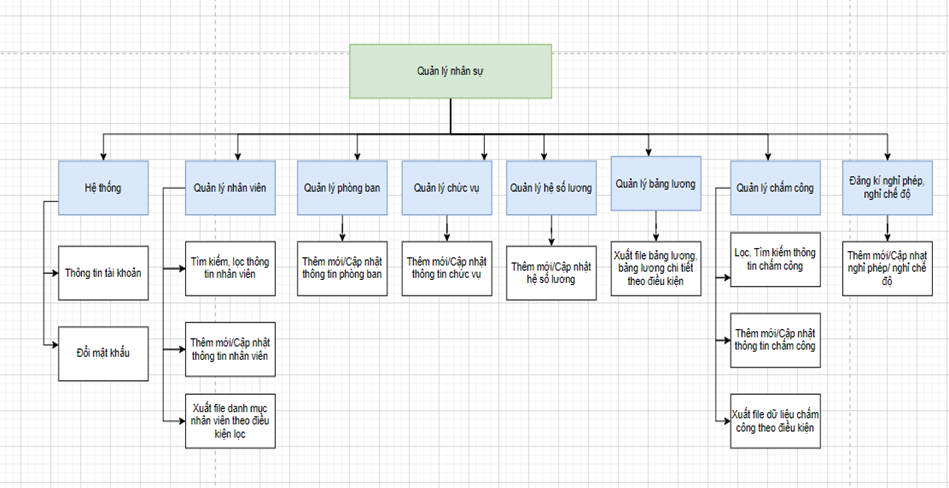 Quản lý nhân sự
Hệ thống
Quản lý nhân viên
Quản lý phòng ban
Quản lý chức vụ
Quản lý hệ số lương
Quản lý bảng lương
Quản lý chấm công
Đăng kí nghỉ phép,
nghỉ chế độ
Thông tin tài khoản
Tìm kiếm, lọc thông
tin nhân viên
Thêm mới/Cập nhật
thông tin phòng ban
Thêm mới/Cập nhật
thông tin chức vụ
Thêm mới/Cập nhật
hệ số lương
Xuất file bảng lương,
bảng lương chi tiết
theo điều kiện
Lọc, Tìm kiếm thông
tin chấm công
Thêm mới/Cập nhạt
nghỉ phép/ nghỉ chế
độ
Đổi mật khẩu
Thêm mới/Cập nhật
thông tin nhân viên
Thêm mới/Cập nhật
thông tin chấm công
Xuất file danh mục
nhân viên theo điều
kiện lọc
Xuất file dữ liệu chấm
công theo điều kiện